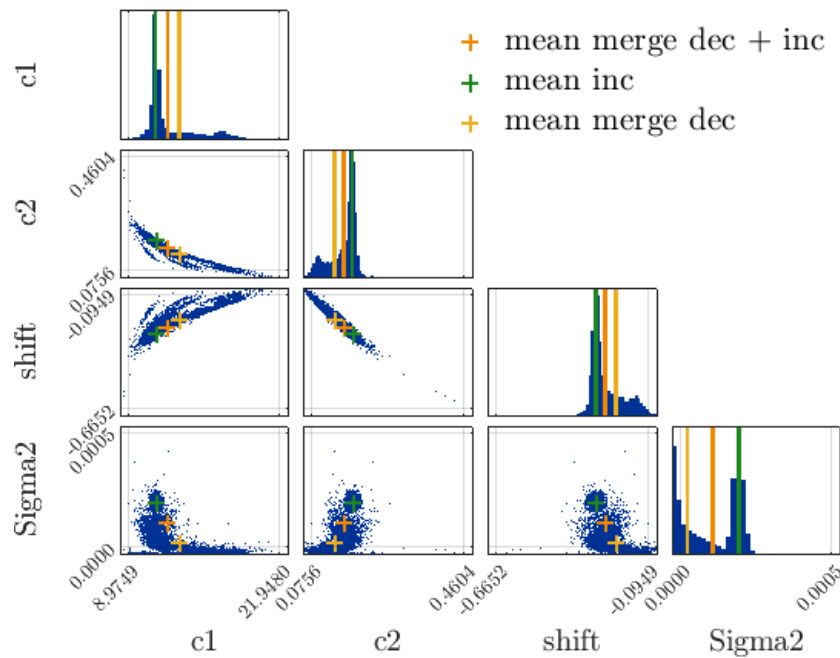 c1
mean merge dec + inc
mean inc
mean merge dec
c2
0.4604
0.0756
shift
-0.0949
-0.6652
Sigma2
0.0005
0.0000
8.9749
21.9480
0.0756
0.4604
-0.6652
-0.0949
0.0000
0.0005
c1
c2
shift
Sigma2